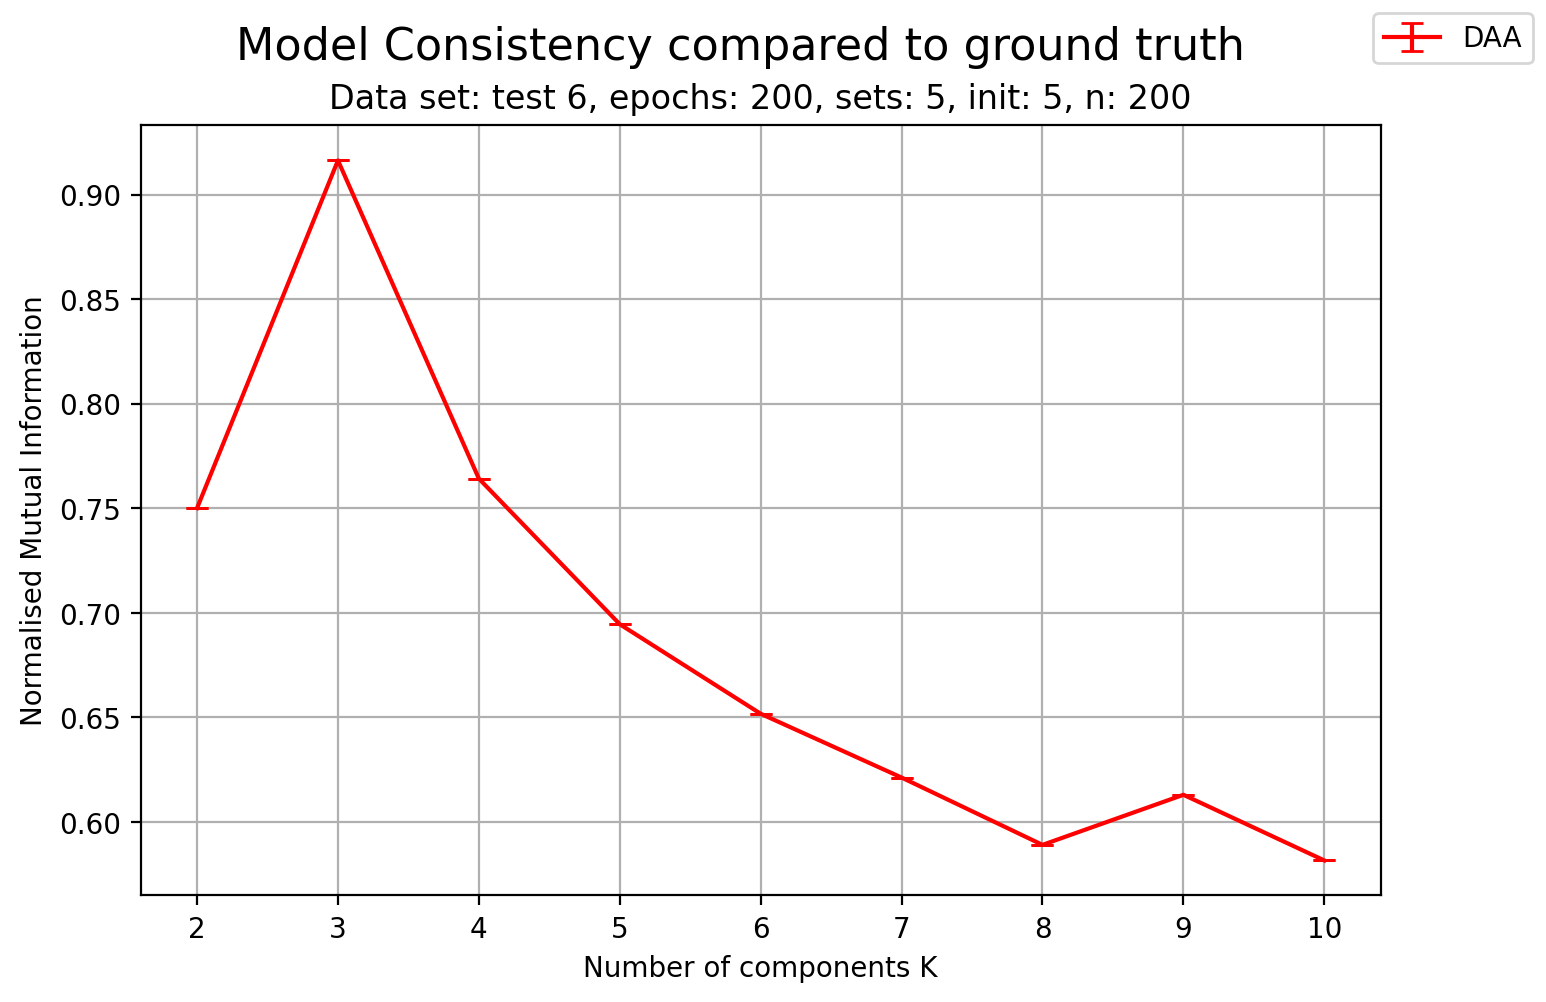 Model Consistency compared to ground truth
DAA
Data set: test 6, epochs: 200, sets: 5, init: 5, n: 200
Normalised Mutual Information
0.90
0.85
0.80
0.75
0.70
0.65
0.60
2 3 4 5 6 7 8 9 10
Number of components K